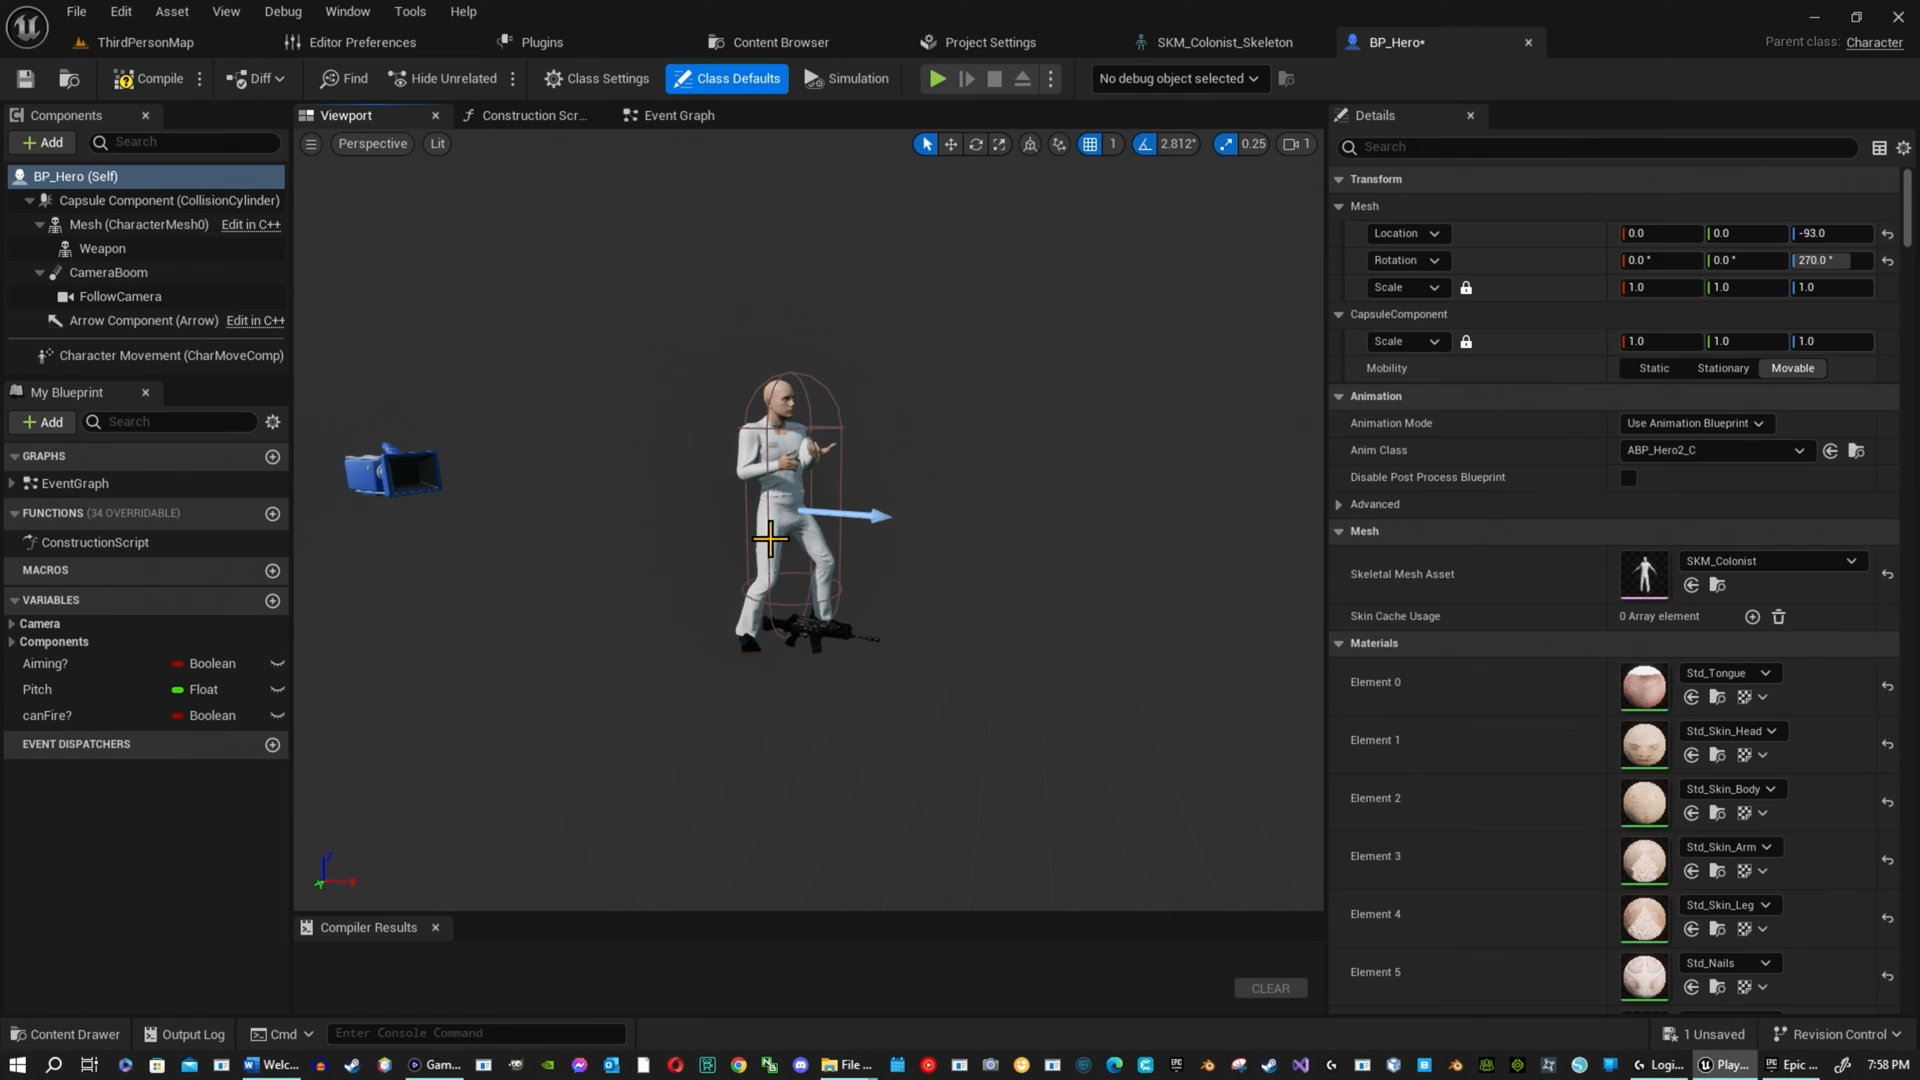 File Edit Asset View Debug Window Tools Help
ThirdPersonMap Editor Preferences Plugins Content Browser Project Settings SKM_Colonist_Skeleton BP_Hero* Parent class: Character
Compile Diff Find Hide Unrelated Class Settings Class Defaults Simulation No debug object selected
Components
Add Search
BP_Hero (Self)
Capsule Component (CollisionCylinder)
Mesh (CharacterMesh0) Edit in C++
Weapon
CameraBoom
FollowCamera
Arrow Component (Arrow) Edit in C++
Character Movement (CharMoveComp)
My Blueprint
Add Search
GRAPHS
EventGraph
FUNCTIONS (34 OVERRIDABLE)
ConstructionScript
MACROS
VARIABLES
Camera
Components
Aiming? Boolean
Pitch Float
canFire? Boolean
EVENT DISPATCHERS
Viewport Construction Scr... Event Graph
Perspective Lit 1 2.812° 0.25 1
Z
X
Y
Compiler Results
CLEAR
Details
Search
Transform
Mesh
Location 0.0 0.0 -93.0
Rotation 0.0 ° 0.0 ° 270.0 °
Scale 1.0 1.0 1.0
CapsuleComponent
Scale 1.0 1.0 1.0
Mobility Static Stationary Movable
Animation
Animation Mode Use Animation Blueprint
Anim Class ABP_Hero2_C
Disable Post Process Blueprint
Advanced
Mesh
Skeletal Mesh Asset SKM_Colonist
Skin Cache Usage 0 Array element
Materials
Element 0 Std_Tongue
Element 1 Std_Skin_Head
Element 2 Std_Skin_Body
Element 3 Std_Skin_Arm
Element 4 Std_Skin_Leg
Element 5 Std_Nails
Content Drawer Output Log Cmd Enter Console Command 1 Unsaved Revision Control
Welc... Gam... File ... Logi... Play... Epic ... 7:58 PM